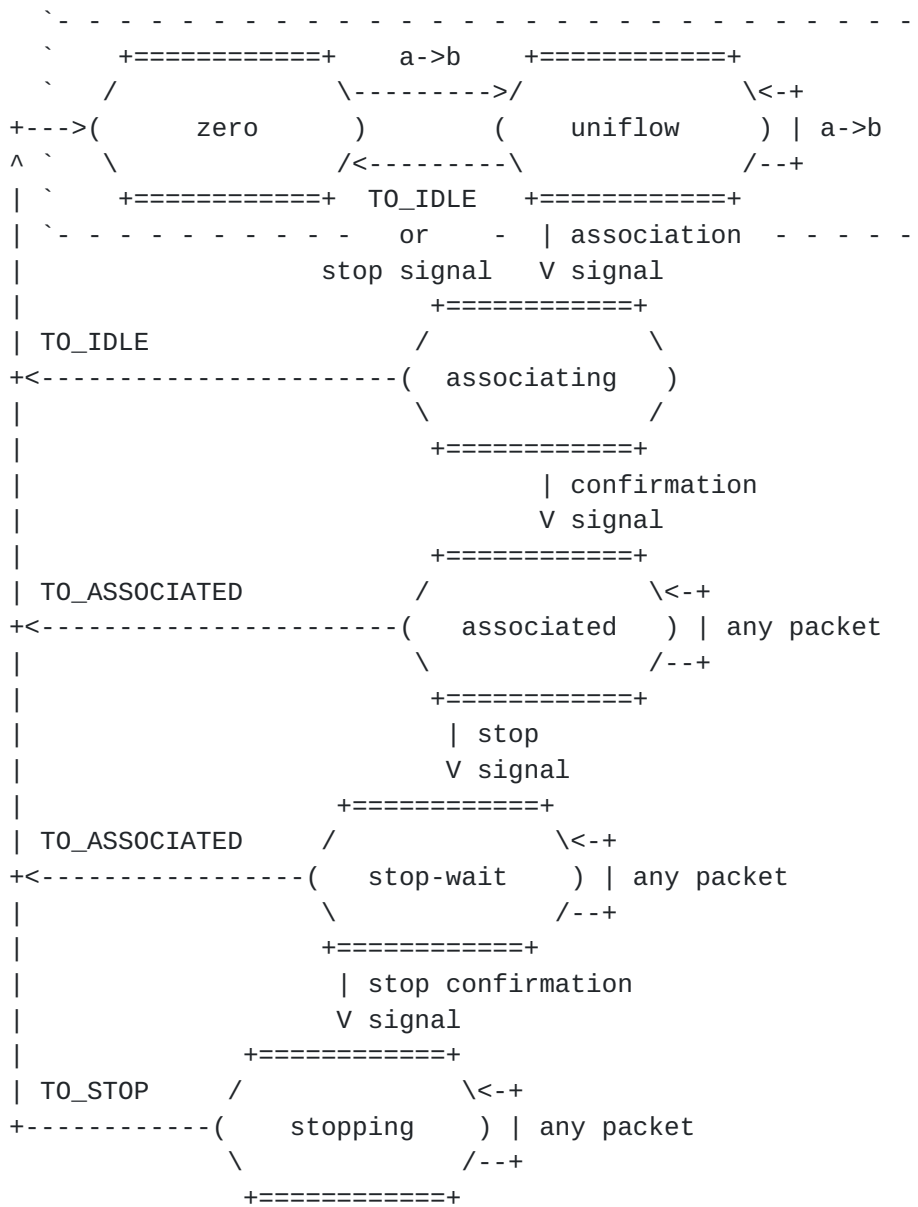 `- - - - - - - - - - - - - - - - - - - - - - - - - - - -
`    +============+    a->b    +============+
`   /              \--------->/              \<-+
+--->(      zero      )        (    uniflow     ) | a->b
^ `    \              /<---------\              /--+
| `    +============+  TO_IDLE   +============+
| `- - - - - - - - - -   or    -  | association  - - - - -
|                   stop signal   V signal
|                          +============+
| TO_IDLE                 /              \
+<-----------------------(  associating   )
|                         \              /
|                          +============+
|                                 | confirmation
|                                 V signal
|                          +============+
| TO_ASSOCIATED           /              \<-+
+<-----------------------(   associated   ) | any packet
|                         \              /--+
|                          +============+
|                           | stop
|                           V signal
|                    +============+
| TO_ASSOCIATED     /              \<-+
+<-----------------(   stop-wait    ) | any packet
|                   \              /--+
|                   +============+
|                    | stop confirmation
|                    V signal
|              +============+
| TO_STOP     /              \<-+
+------------(    stopping    ) | any packet
\              /--+
+============+